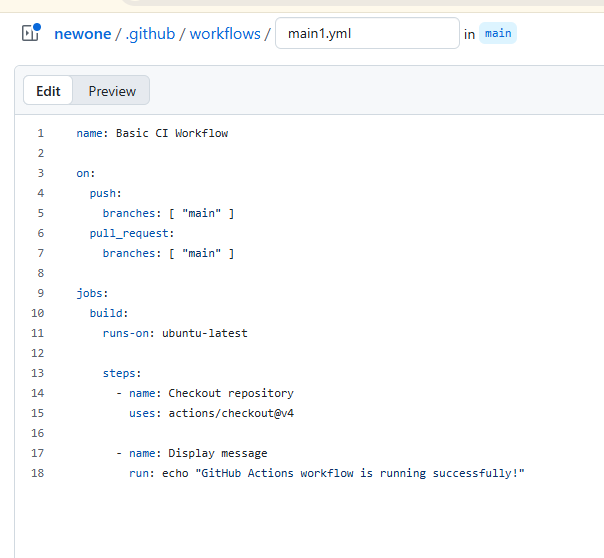 newone / .github / workflows / main1.yml in main
Edit Preview
1 name: Basic CI Workflow
2
3 on:
4   push:
5     branches: [ "main" ]
6   pull_request:
7     branches: [ "main" ]
8
9 jobs:
10   build:
11     runs-on: ubuntu-latest
12
13     steps:
14       - name: Checkout repository
15         uses: actions/checkout@v4
16
17       - name: Display message
18         run: echo "GitHub Actions workflow is running successfully!"